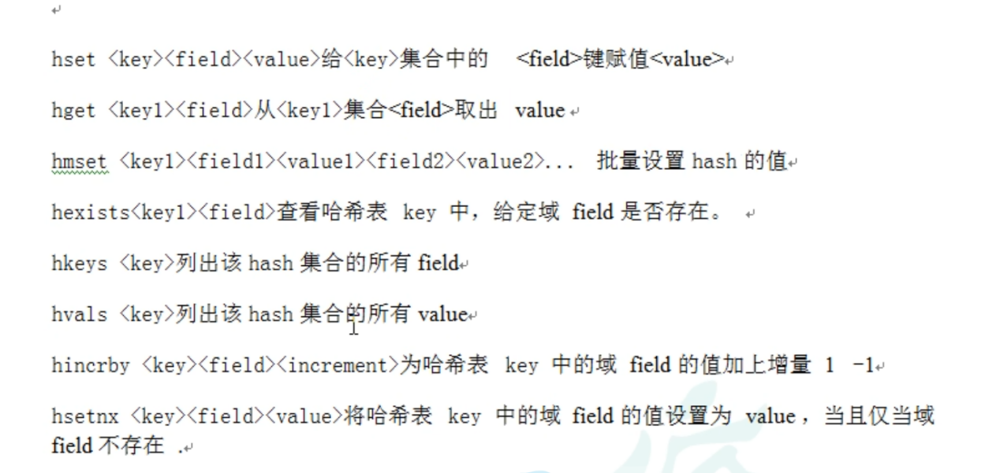 hset <key><field><value>给<key>集合中的 <field>键赋值<value>
hget <key1><field>从<key1>集合<field>取出 value
hmset <key1><field1><value1><field2><value2>... 批量设置 hash 的值
hexists<key1><field>查看哈希表 key 中，给定域 field 是否存在。
hkeys <key>列出该 hash 集合的所有 field
hvals <key>列出该 hash 集合的所有 value
hincrby <key><field><increment>为哈希表 key 中的域 field 的值加上增量 1 -1
hsetnx <key><field><value>将哈希表 key 中的域 field 的值设置为 value，当且仅当域
field 不存在 .